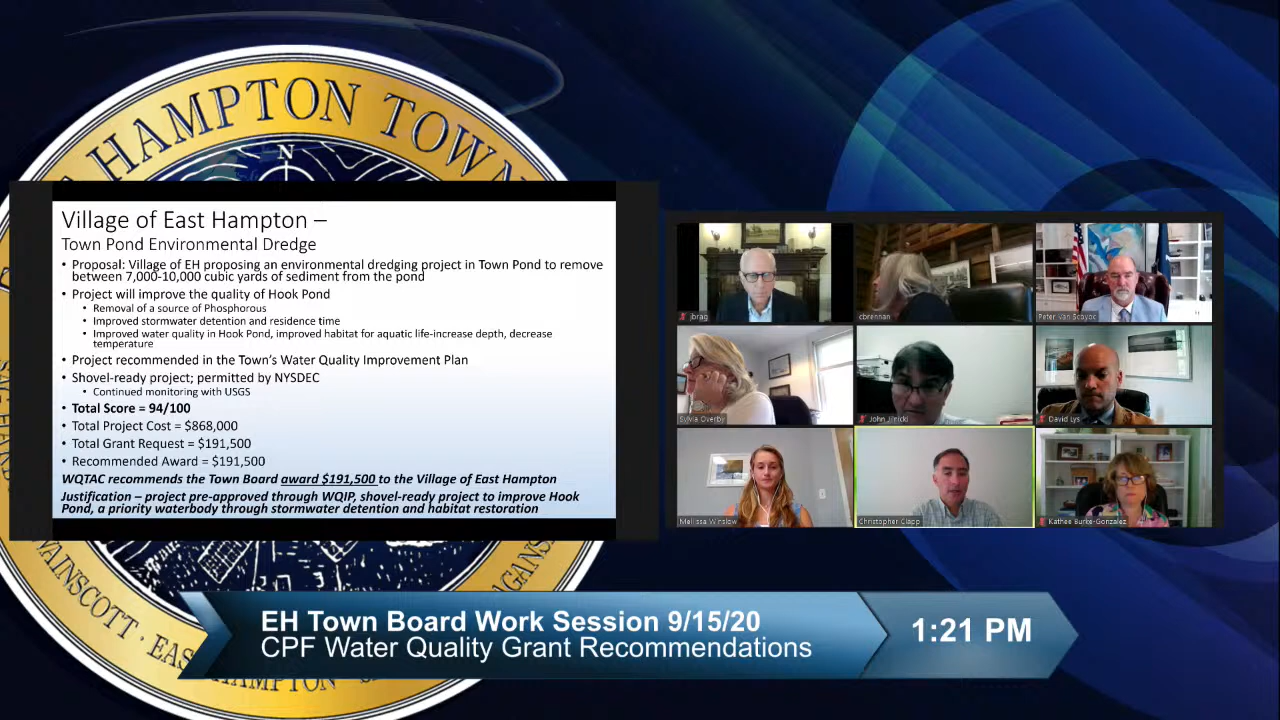 HAMPTON TOWN
N
Village of East Hampton –
Town Pond Environmental Dredge
• Proposal: Village of EH proposing an environmental dredging project in Town Pond to remove
between 7,000-10,000 cubic yards of sediment from the pond
• Project will improve the quality of Hook Pond
• Removal of a source of Phosphorous
• Improved stormwater detention and residence time
• Improved water quality in Hook Pond, improved habitat for aquatic life-increase depth, decrease
temperature
• Project recommended in the Town's Water Quality Improvement Plan
• Shovel-ready project; permitted by NYSDEC
• Continued monitoring with USGS
• Total Score = 94/100
• Total Project Cost = $868,000
• Total Grant Request = $191,500
• Recommended Award = $191,500
WQTAC recommends the Town Board award $191,500 to the Village of East Hampton
Justification – project pre-approved through WQIP, shovel-ready project to improve Hook
Pond, a priority waterbody through stormwater detention and habitat restoration
jbrag
cbrennan
Peter Van Scoyoc
Sylvia Overby
John Jilnicki
David Lys
Melissa Winslow
Christopher Clapp
Kathee Burke-Gonzalez
WAINSCOTT · EAS
HAMPTON
EH Town Board Work Session 9/15/20
CPF Water Quality Grant Recommendations
1:21 PM